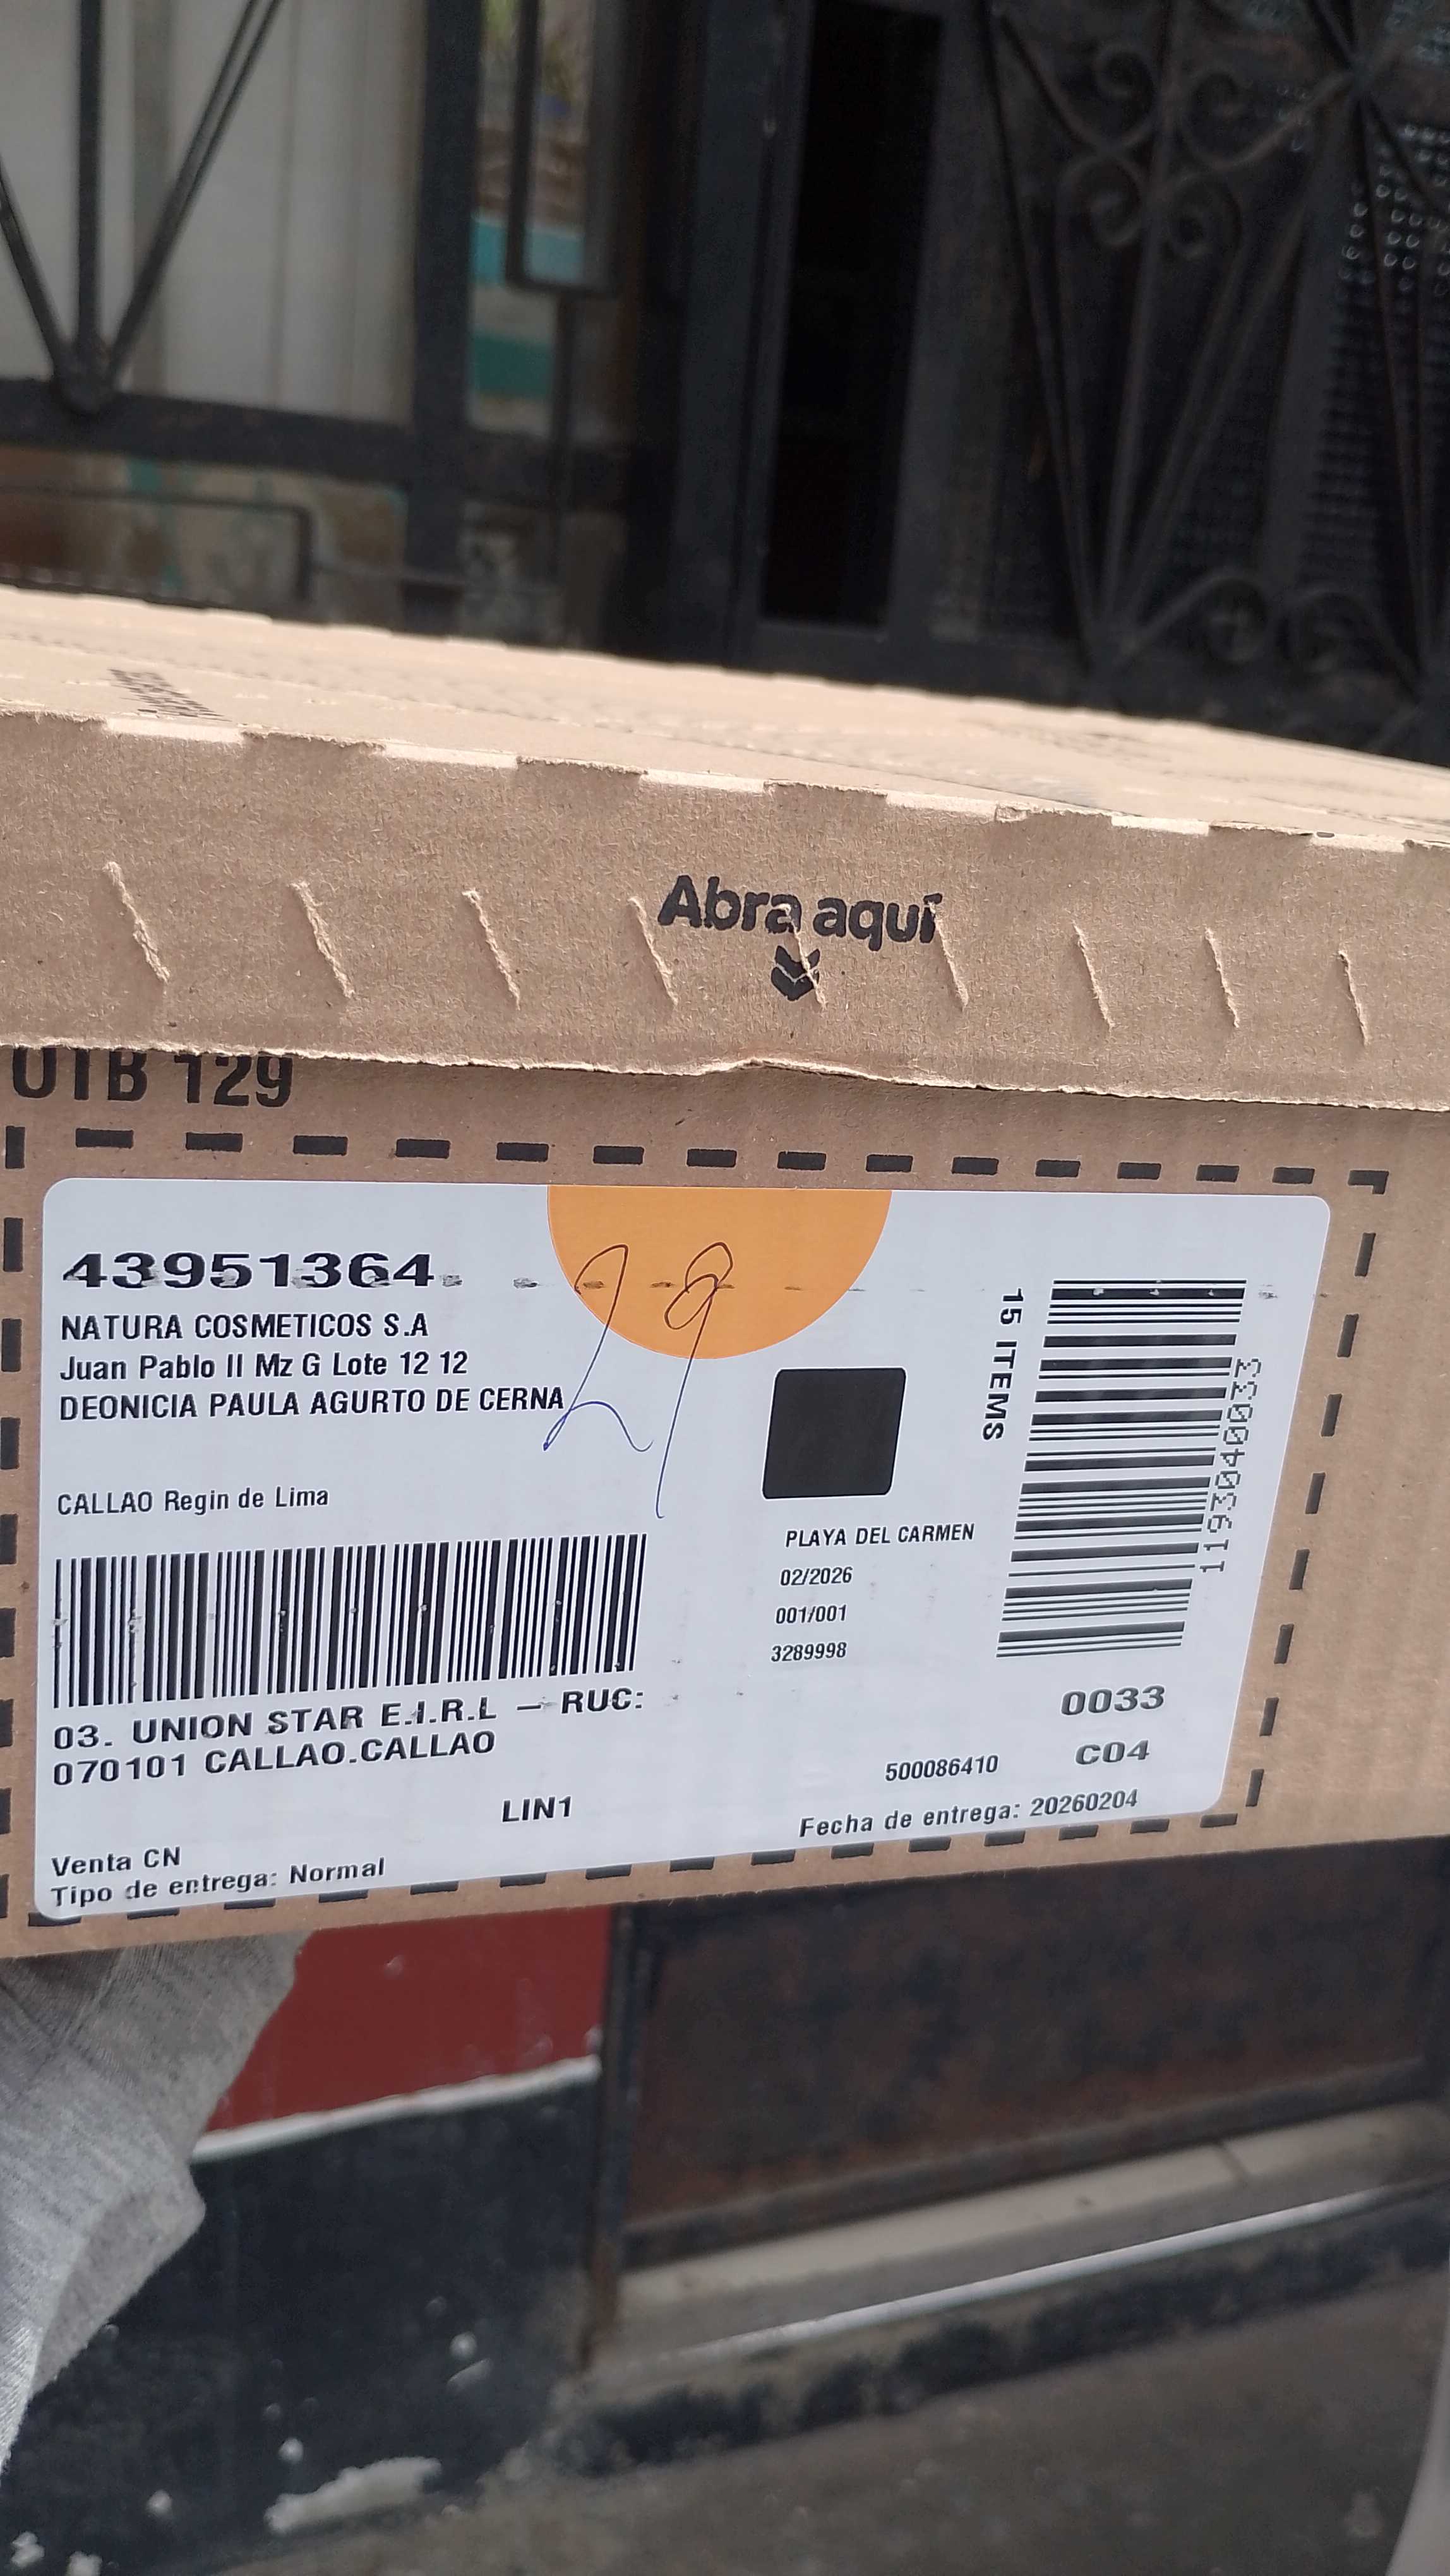 Abra aquí
UTB 129
43951364
29
NATURA COSMETICOS S.A
Juan Pablo II Mz G Lote 12 12
DEONICIA PAULA AGURTO DE CERNA
CALLAO Regin de Lima
15 ITEMS
11930400333
PLAYA DEL CARMEN
02/2026
001/001
3289998
03. UNION STAR E.I.R.L – RUC:
070101 CALLAO.CALLAO
0033
C04
500086410
LIN1
Fecha de entrega: 20260204
Venta CN
Tipo de entrega: Normal